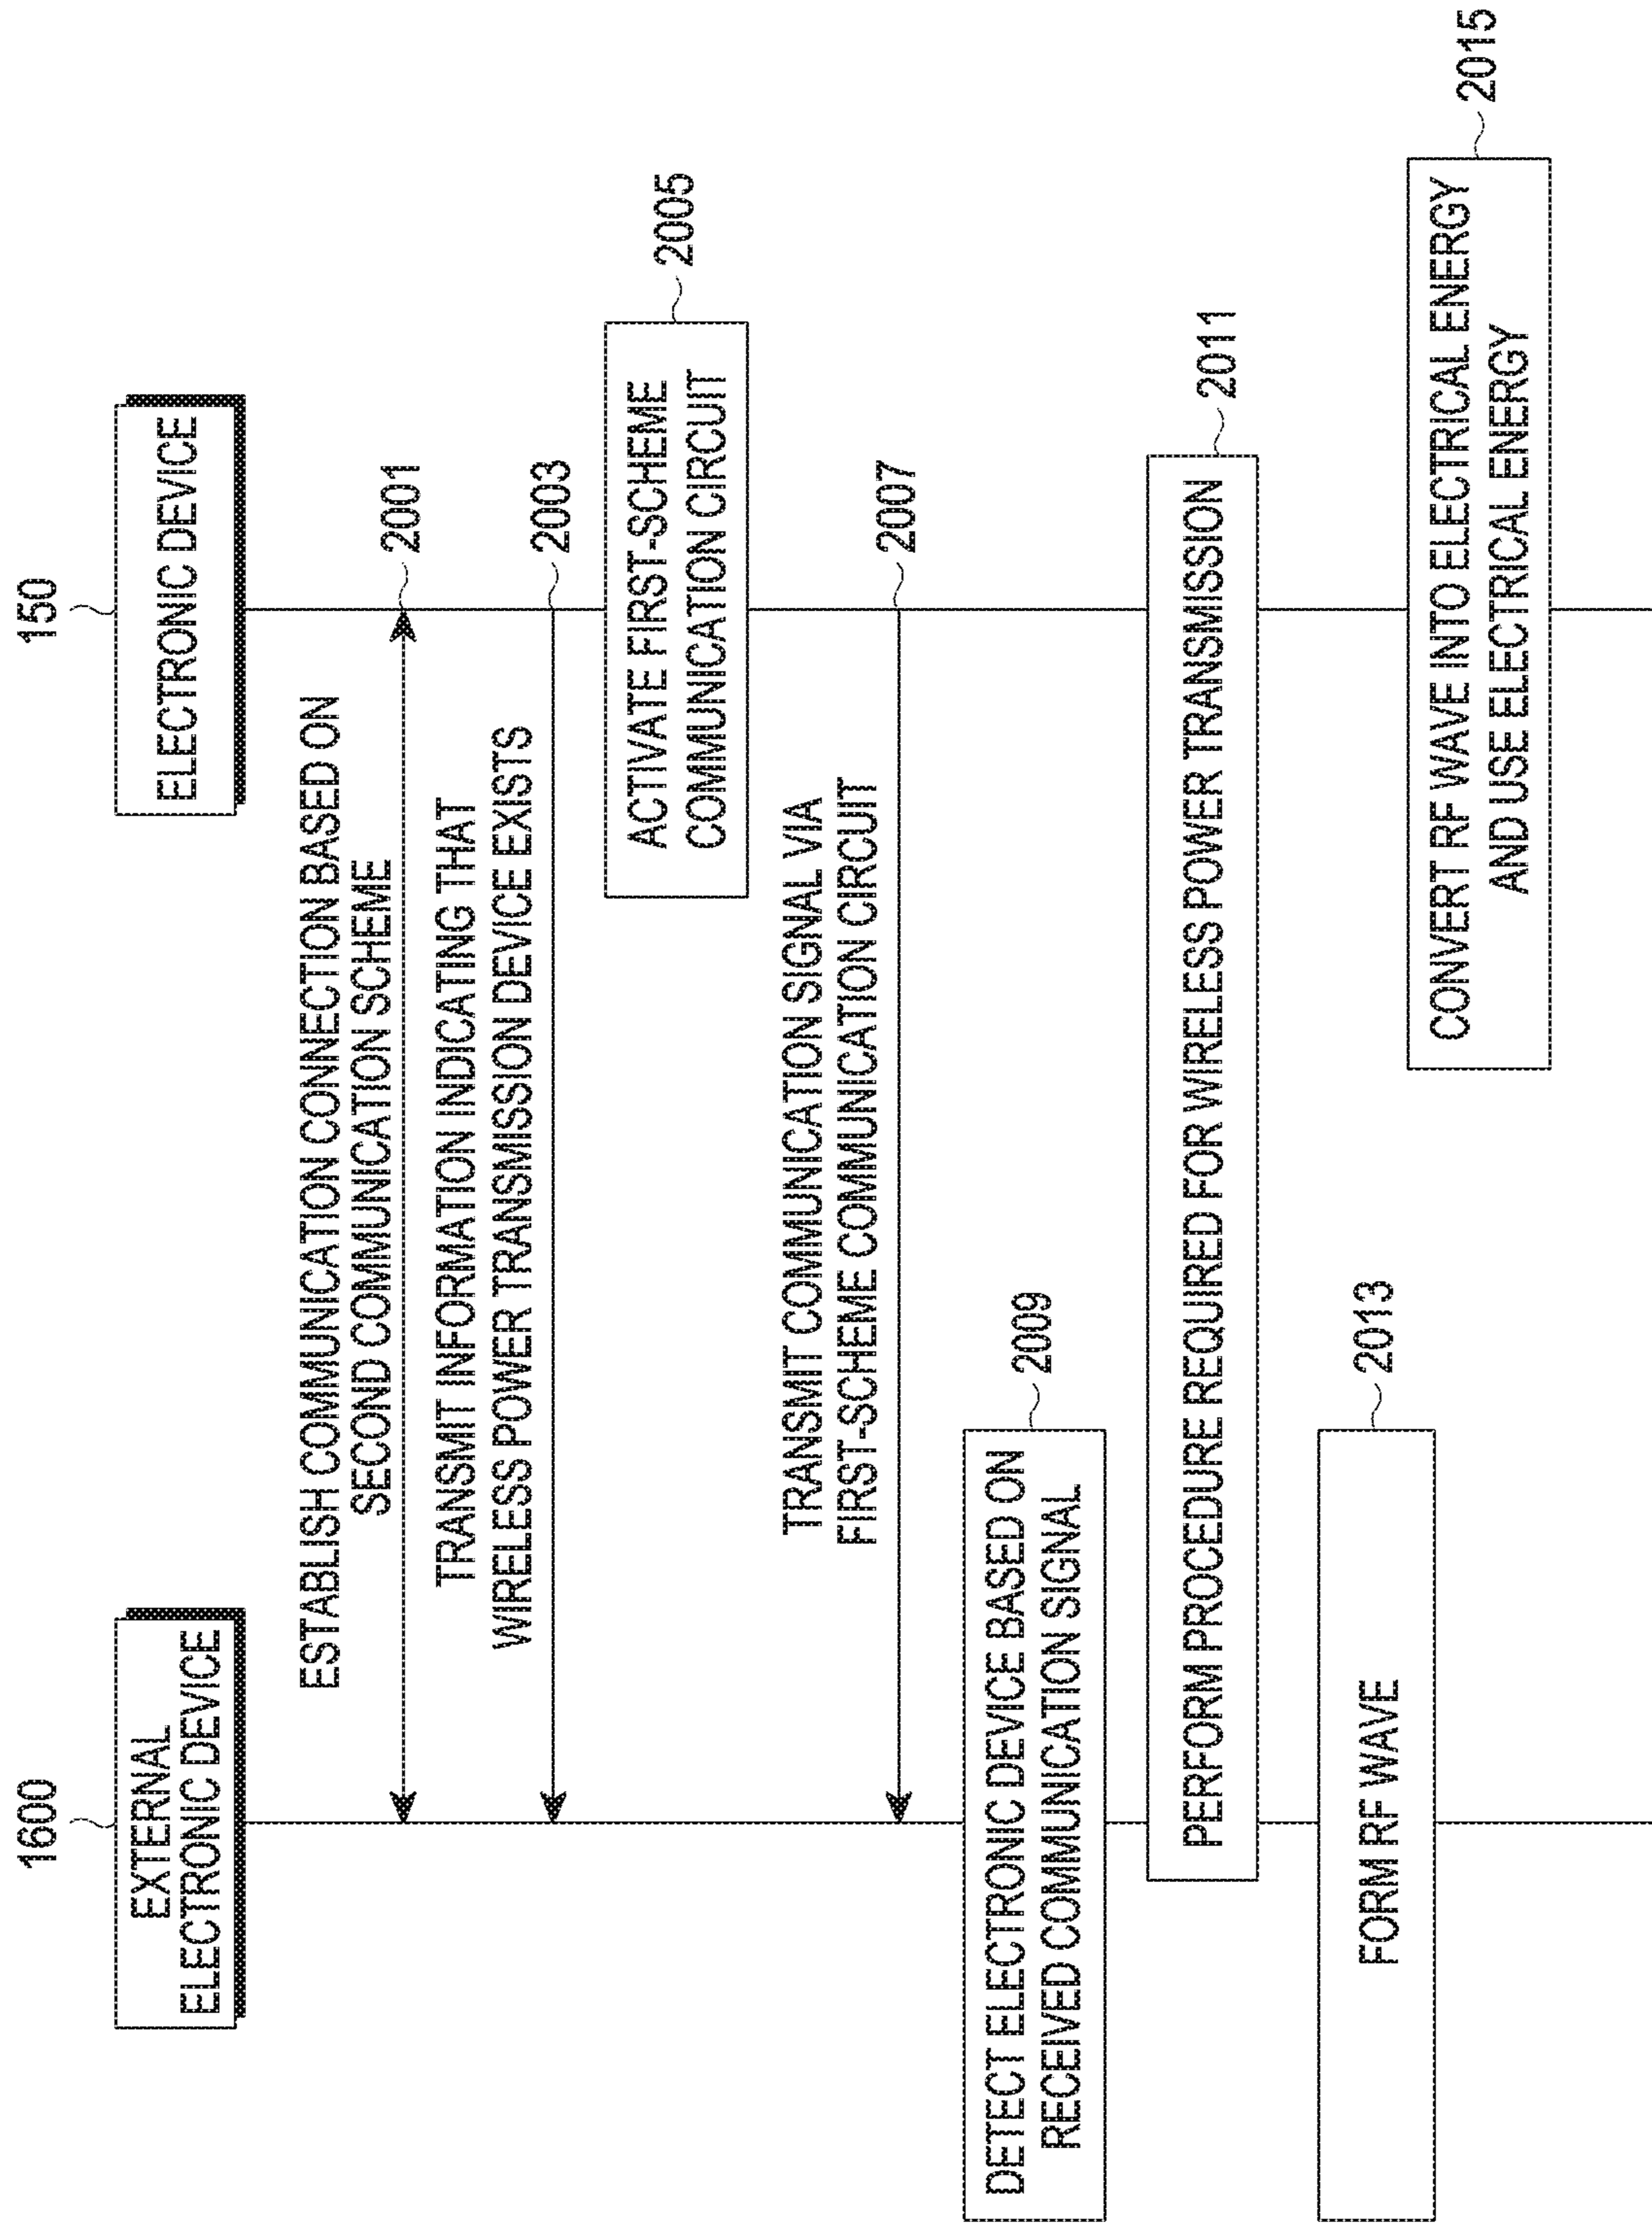 1600
EXTERNAL
ELECTRONIC DEVICE
150
ELECTRONIC DEVICE
ESTABLISH COMMUNICATION CONNECTION BASED ON
SECOND COMMUNICATION SCHEME
2001
TRANSMIT INFORMATION INDICATING THAT
WIRELESS POWER TRANSMISSION DEVICE EXISTS
2003
ACTIVATE FIRST-SCHEME
COMMUNICATION CIRCUIT
2005
TRANSMIT COMMUNICATION SIGNAL VIA
FIRST-SCHEME COMMUNICATION CIRCUIT
2007
DETECT ELECTRONIC DEVICE BASED ON
RECEIVED COMMUNICATION SIGNAL
2009
PERFORM PROCEDURE REQUIRED FOR WIRELESS POWER TRANSMISSION
2011
FORM RF WAVE
2013
CONVERT RF WAVE INTO ELECTRICAL ENERGY
AND USE ELECTRICAL ENERGY
2015